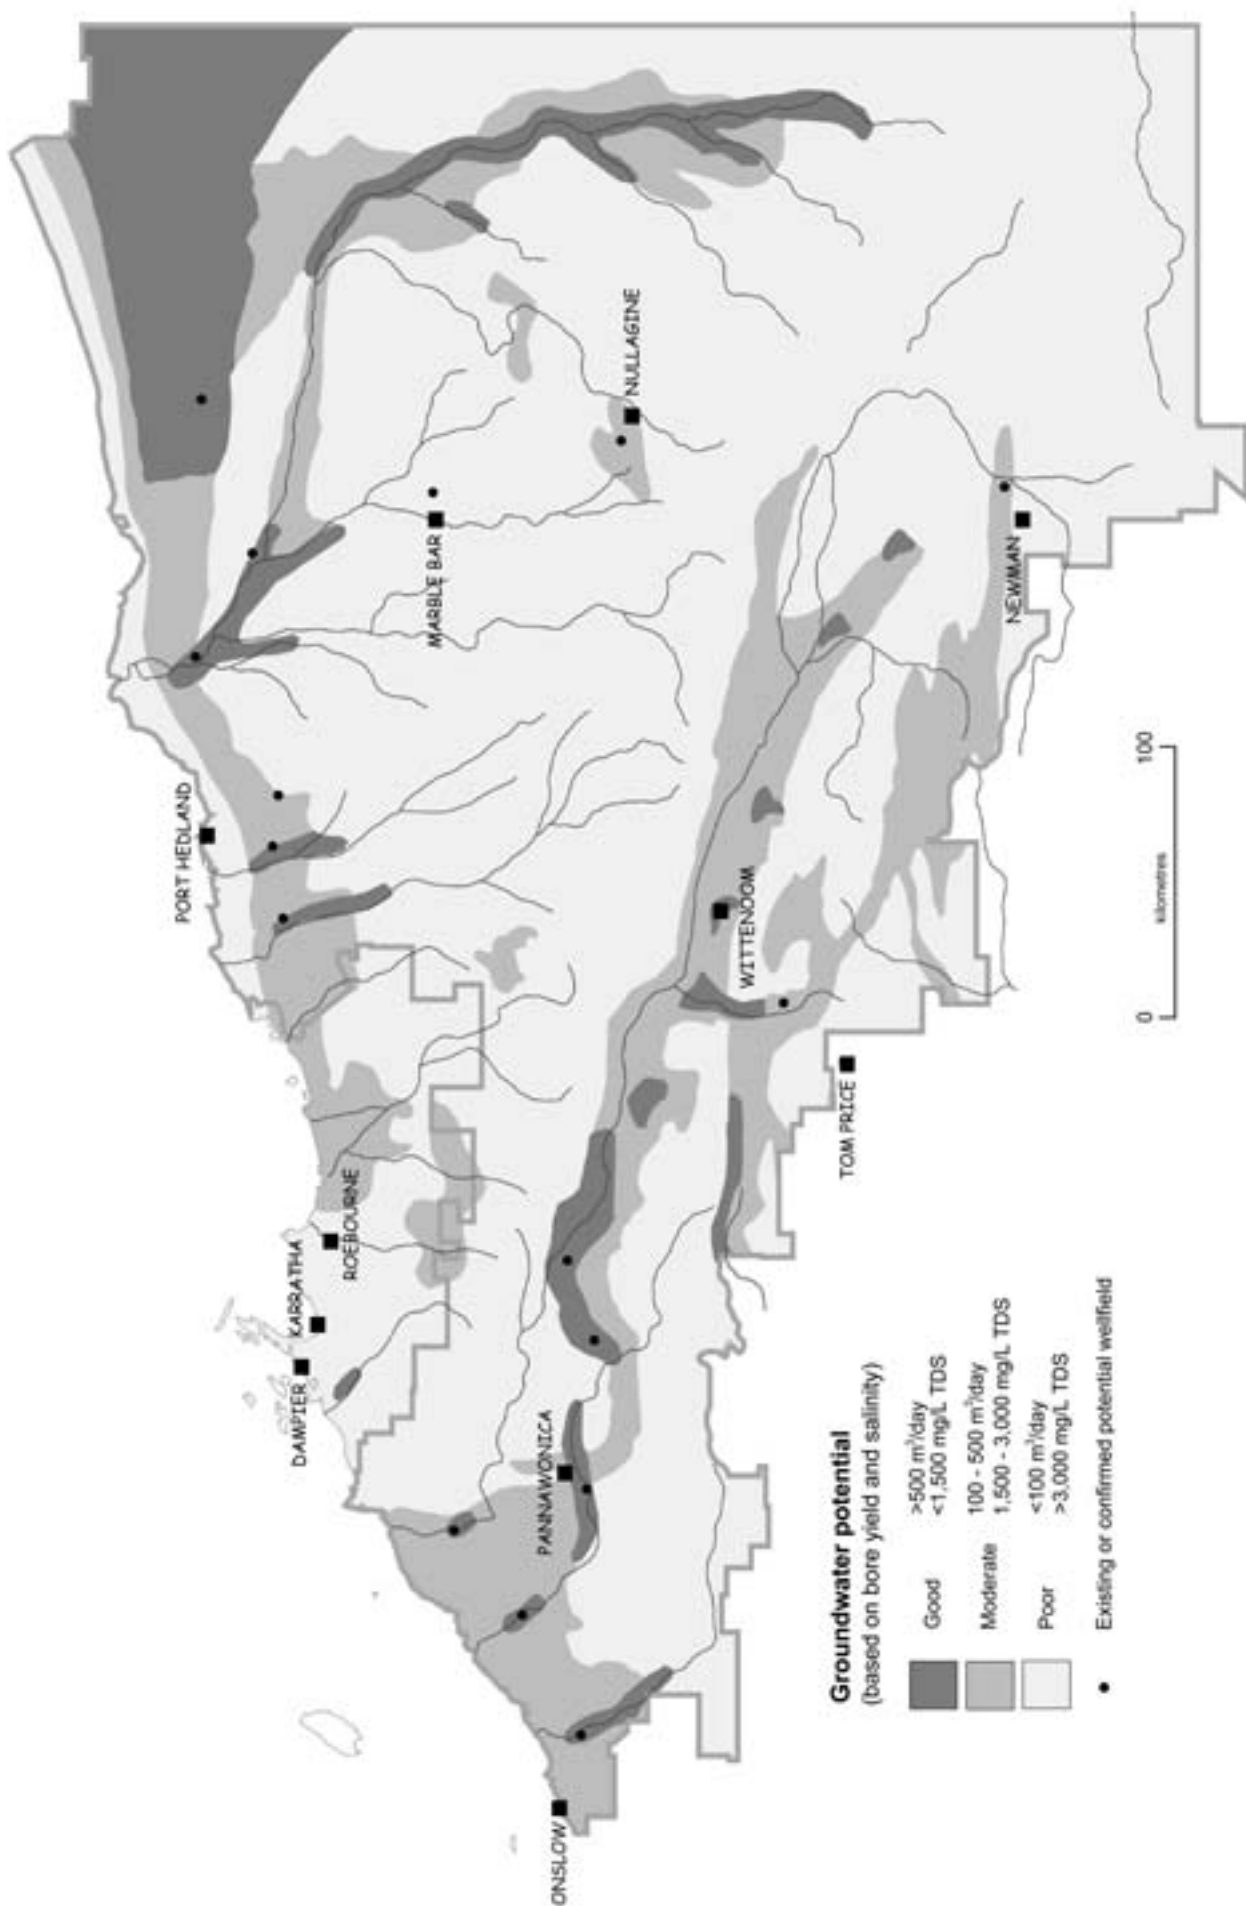 PORT HEDLAND
DAMPIER
KARRATHA
ROEBOURNE
MARBLE BAR
NULLAGINE
PANNAWONICA
ONSLOW
WITTENOOM
TOM PRICE
NEWMAN
Groundwater potential
(based on bore yield and salinity)
Good >500 m³/day
<1,500 mg/L TDS
Moderate 100 - 500 m³/day
1,500 - 3,000 mg/L TDS
Poor <100 m³/day
>3,000 mg/L TDS
Existing or confirmed potential wellfield
0 100
kilometres